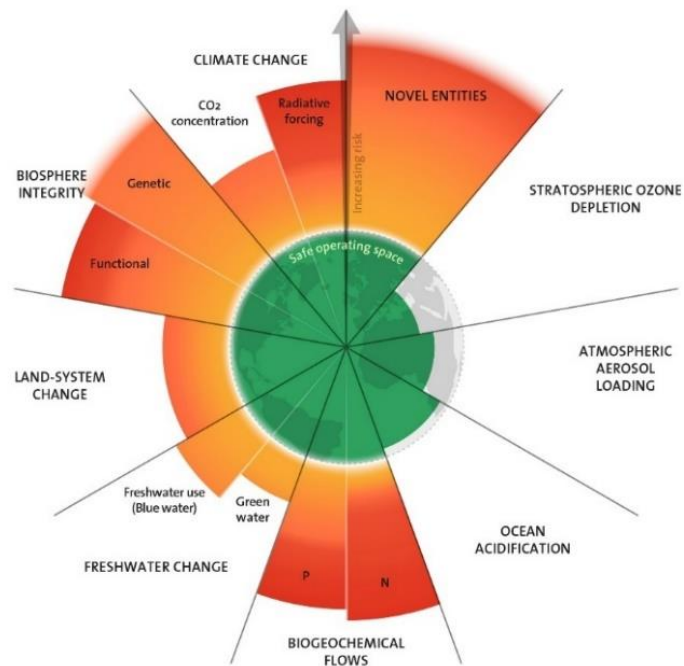 CLIMATE CHANGE
CO₂
concentration
Radiative
forcing
Increasing risk
NOVEL ENTITIES
STRATOSPHERIC OZONE
DEPLETION
ATMOSPHERIC
AEROSOL
LOADING
OCEAN
ACIDIFICATION
N
P
BIOGEOCHEMICAL
FLOWS
Green
water
Freshwater use
(Blue water)
FRESHWATER CHANGE
LAND-SYSTEM
CHANGE
BIOSPHERE
INTEGRITY
Functional
Genetic
Safe operating space